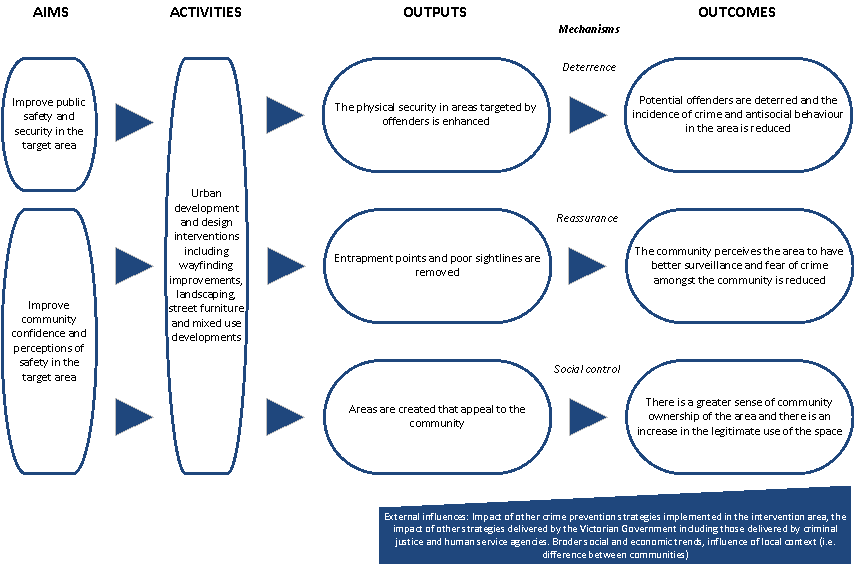 AIMS
ACTIVITIES
OUTPUTS
OUTCOMES
Mechanisms
Deterrence
Improve public
safety and
security in the
target area
The physical security in areas targeted by
offenders is enhanced
Potential offenders are deterred and the
incidence of crime and antisocial behaviour
in the area is reduced
Urban
development
and design
interventions
including
wayfinding
improvements,
landscaping,
street furniture
and mixed use
developments
Reassurance
Entrapment points and poor sightlines are
removed
The community perceives the area to have
better surveillance and fear of crime
amongst the community is reduced
Improve
community
confidence and
perceptions of
safety in the
target area
Social control
Areas are created that appeal to the
community
There is a greater sense of community
ownership of the area and there is an
increase in the legitimate use of the space
External influences: Impact of other crime prevention strategies implemented in the intervention area, the
impact of other strategies delivered by the Victorian Government including those delivered by criminal
justice and human service agencies. Broder social and economic trends, influence of local context (i.e.
difference between communities)